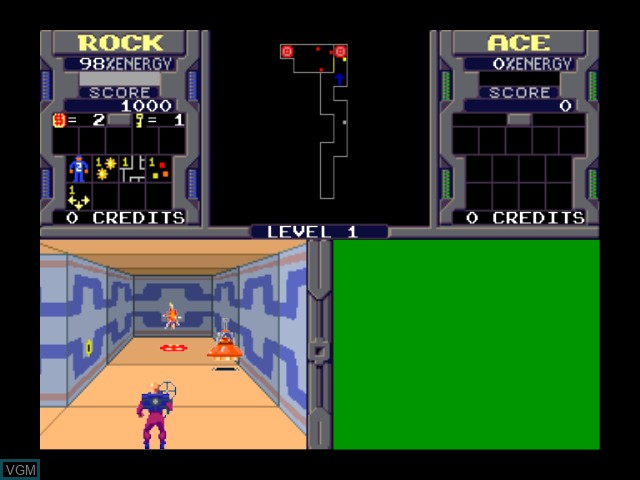 ROCK
98%ENERGY
SCORE
1000
= 2 = 1
2 1 1 1
1
0 CREDITS
ACE
0%ENERGY
SCORE
0
0 CREDITS
LEVEL 1
VGM